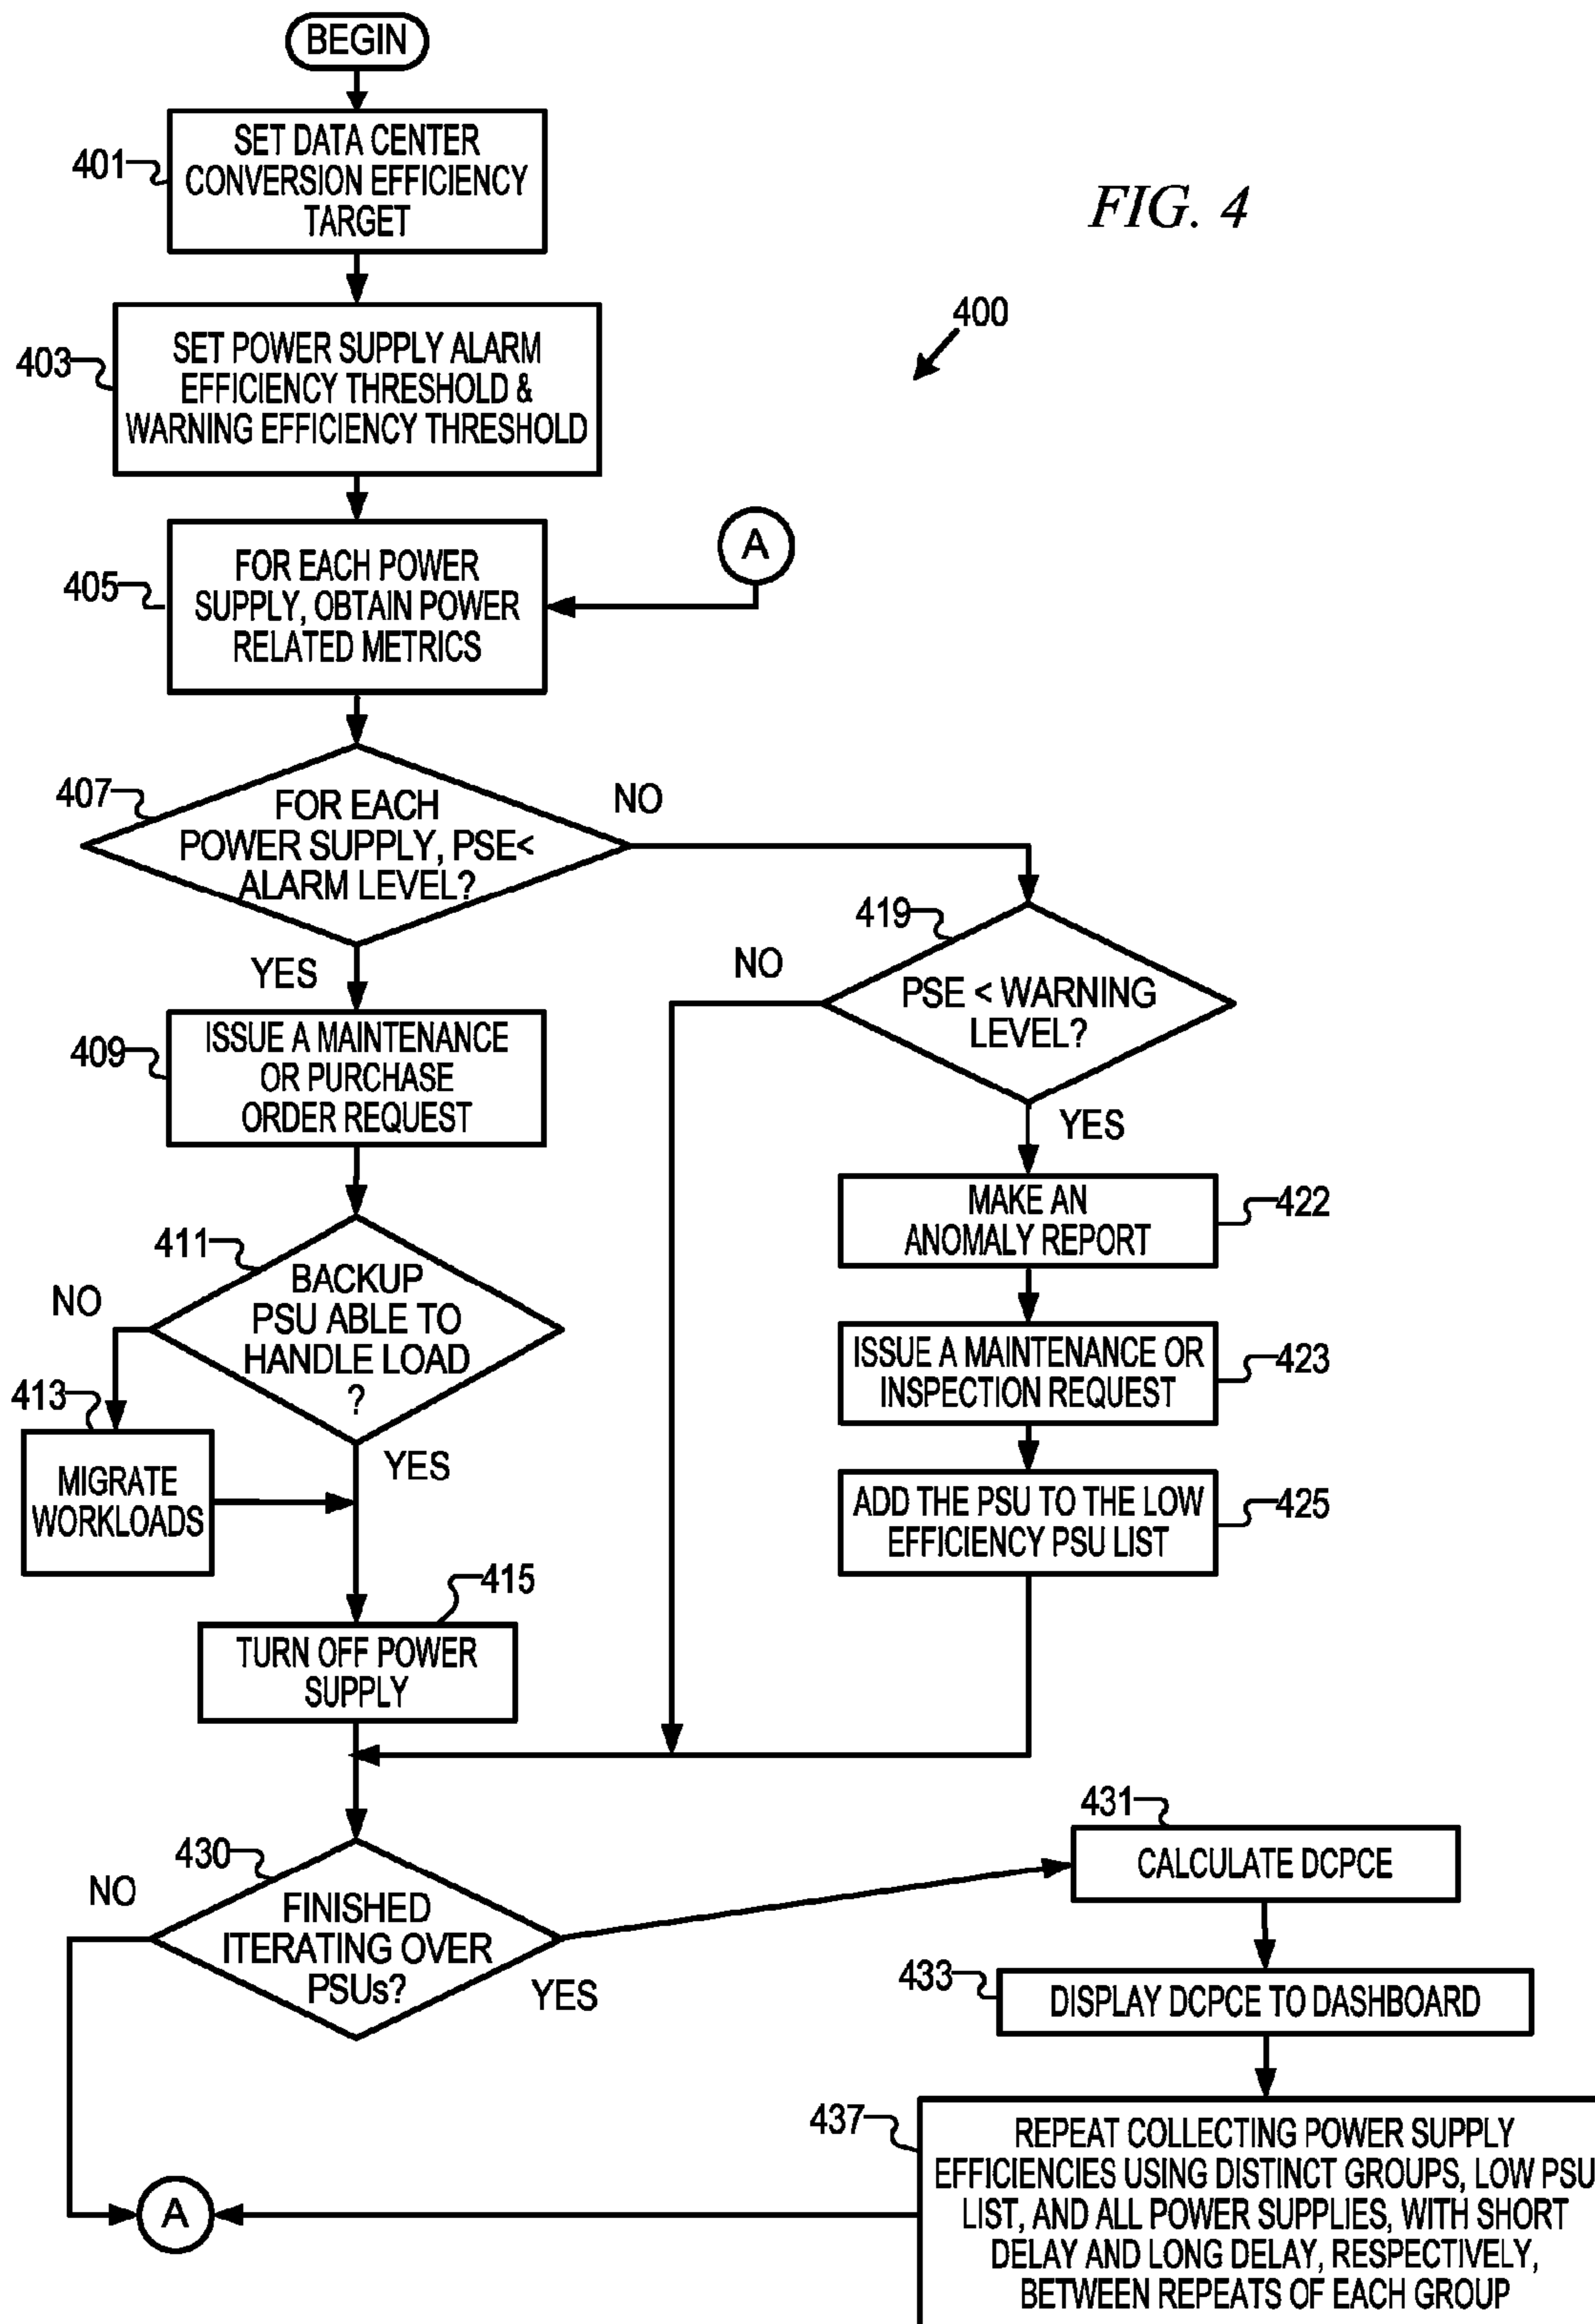 BEGIN
401
SET DATA CENTER
CONVERSION EFFICIENCY
TARGET
FIG. 4
400
403
SET POWER SUPPLY ALARM
EFFICIENCY THRESHOLD &
WARNING EFFICIENCY THRESHOLD
A
405
FOR EACH POWER
SUPPLY, OBTAIN POWER
RELATED METRICS
407
FOR EACH
POWER SUPPLY, PSE<
ALARM LEVEL?
NO
YES
419
PSE < WARNING
LEVEL?
NO
YES
409
ISSUE A MAINTENANCE
OR PURCHASE
ORDER REQUEST
422
MAKE AN
ANOMALY REPORT
411
BACKUP
PSU ABLE TO
HANDLE LOAD
?
NO
YES
423
ISSUE A MAINTENANCE OR
INSPECTION REQUEST
413
MIGRATE
WORKLOADS
425
ADD THE PSU TO THE LOW
EFFICIENCY PSU LIST
415
TURN OFF POWER
SUPPLY
430
FINISHED
ITERATING OVER
PSUs?
NO
YES
431
CALCULATE DCPCE
433
DISPLAY DCPCE TO DASHBOARD
437
REPEAT COLLECTING POWER SUPPLY
EFFICIENCIES USING DISTINCT GROUPS, LOW PSU
LIST, AND ALL POWER SUPPLIES, WITH SHORT
DELAY AND LONG DELAY, RESPECTIVELY,
BETWEEN REPEATS OF EACH GROUP
A